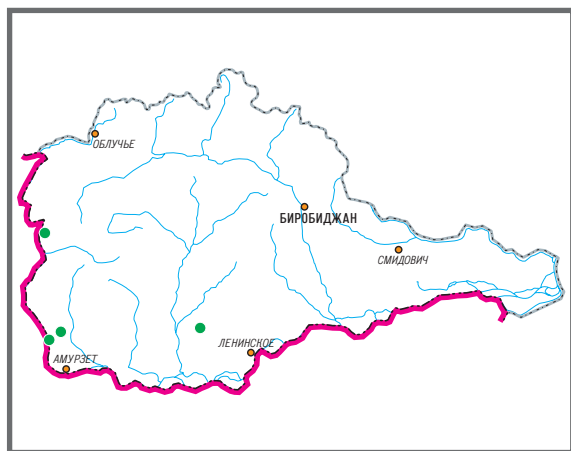 ОБЛУЧЬЕ
БИРОБИДЖАН
СМИДОВИЧ
ЛЕНИНСКОЕ
АМУРЗЕТ